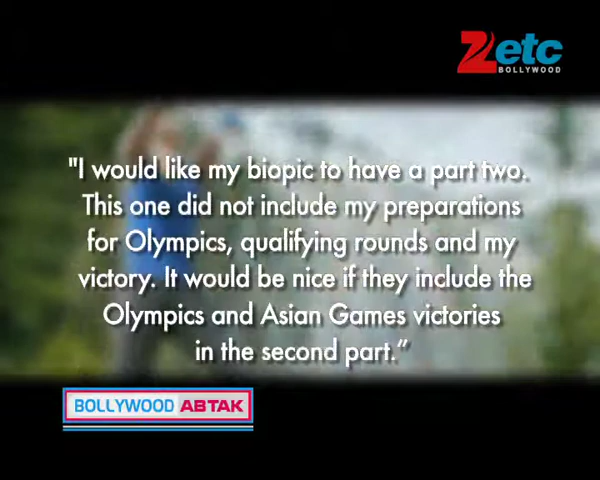 Zetc
BOLLYWOOD
"I would like my biopic to have a part two.
This one did not include my preparations
for Olympics, qualifying rounds and my
victory. It would be nice if they include the
Olympics and Asian Games victories
in the second part.”
BOLLYWOOD ABTAK